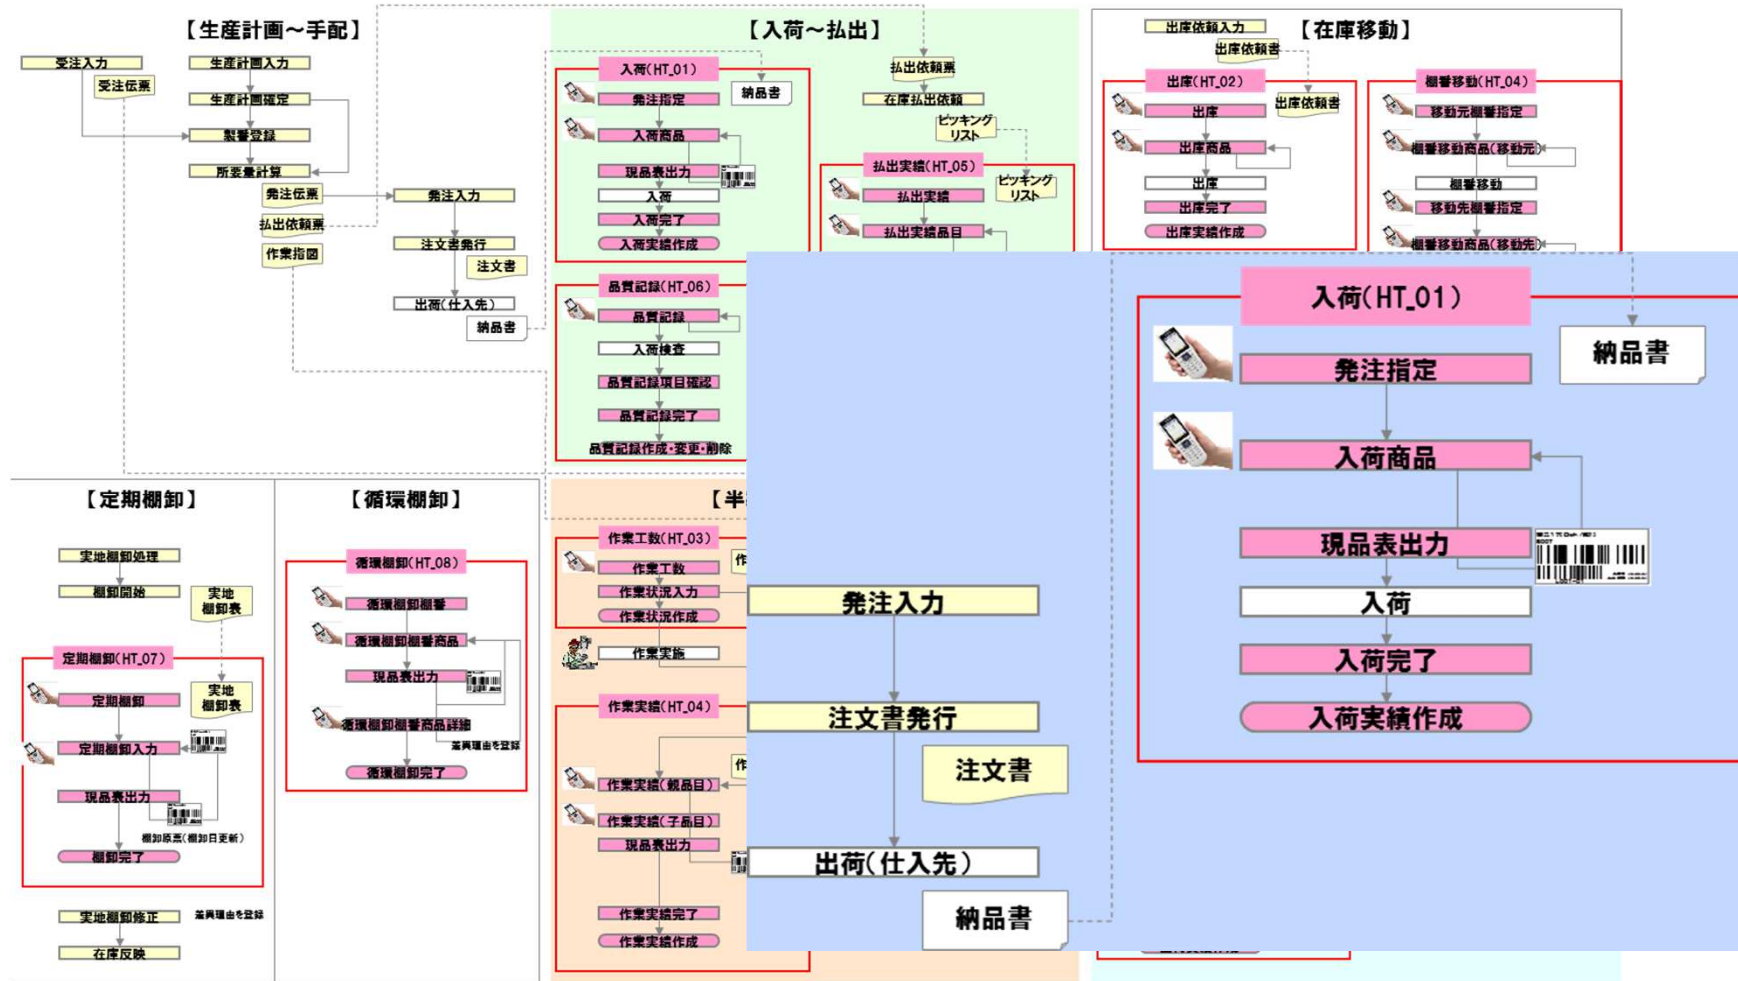 【生産計画～手配】
受注入力
受注伝票
生産計画入力
生産計画確定
製番登録
所要量計算
発注伝票
払出依頼票
作業指図
発注入力
注文書発行
注文書
出荷(仕入先)
納品書
【入荷～払出】
入荷(HT_01)
納品書
発注指定
入荷商品
現品表出力
入荷
入荷完了
入荷実績作成
払出依頼票
在庫払出依頼
ピッキング
リスト
払出実績(HT_05)
ピッキング
リスト
払出実績
払出実績品目
品質記録(HT_06)
品質記録
入荷検査
品質記録項目確認
品質記録完了
品質記録作成・変更・削除
【在庫移動】
出庫依頼入力
出庫依頼書
出庫(HT_02)
出庫依頼書
出庫
出庫商品
出庫
出庫完了
出庫実績作成
棚番移動(HT_04)
移動元棚番指定
棚番移動商品(移動元)
棚番移動
移動先棚番指定
棚番移動商品(移動先)
【定期棚卸】
実地棚卸処理
棚卸開始
実地
棚卸表
定期棚卸(HT_07)
実地
棚卸表
定期棚卸
定期棚卸入力
現品表出力
棚卸原票(棚卸日更新)
棚卸完了
実地棚卸修正
差異理由を登録
在庫反映
【循環棚卸】
循環棚卸(HT_08)
循環棚卸棚番
循環棚卸棚番商品
現品表出力
循環棚卸棚番商品詳細
差異理由を登録
循環棚卸完了
【半
作業工数(HT_03)
作業工数
作業状況入力
作業状況作成
作業実施
作業実績(HT_04)
作業実績(親品目)
作業実績(子品目)
現品表出力
作業実績完了
作業実績作成
発注入力
注文書発行
注文書
出荷(仕入先)
納品書
入荷(HT_01)
納品書
発注指定
入荷商品
現品表出力
入荷
入荷完了
入荷実績作成